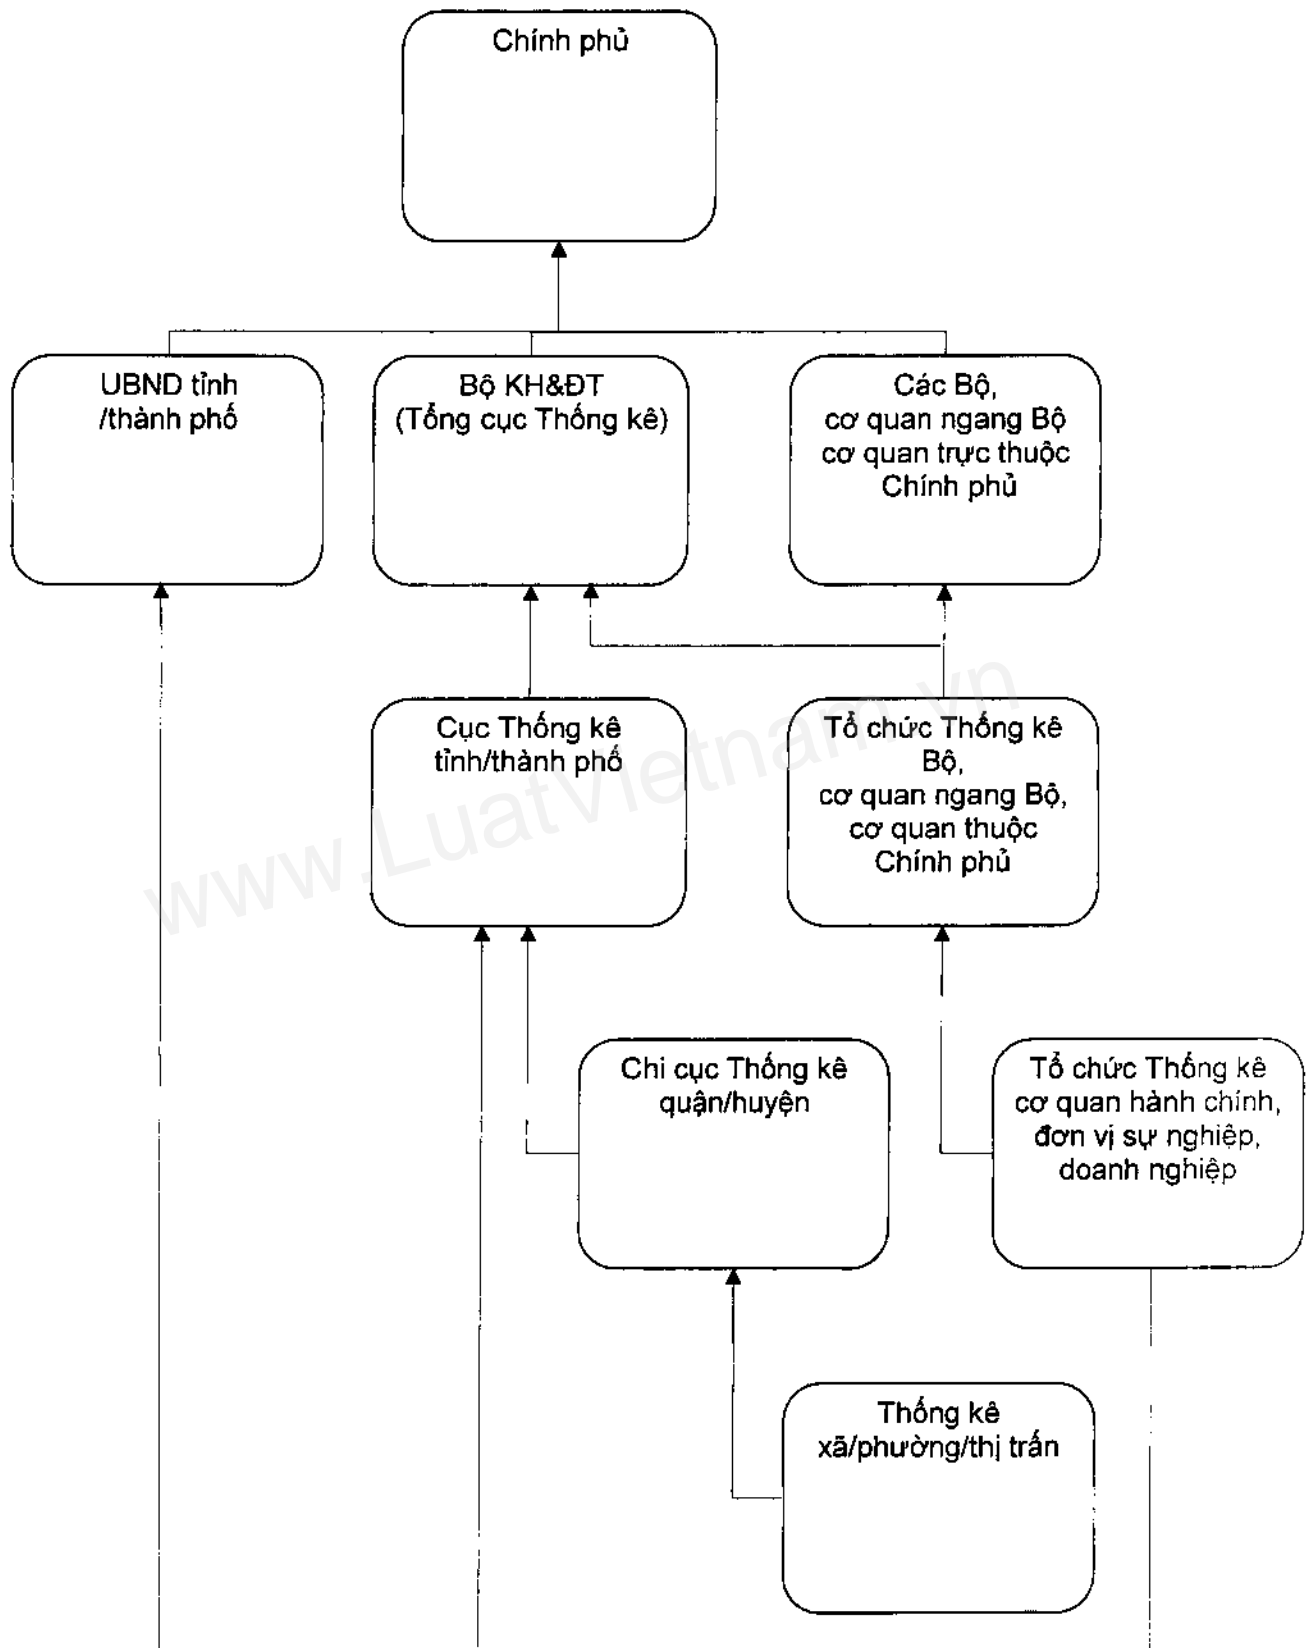 Chính phủ
UBND tỉnh
/thành phố
Bộ KH&ĐT
(Tổng cục Thống kê)
Các Bộ,
cơ quan ngang Bộ
cơ quan trực thuộc
Chính phủ
Cục Thống kê
tỉnh/thành phố
Tổ chức Thống kê
Bộ,
cơ quan ngang Bộ,
cơ quan thuộc
Chính phủ
www.LuatVietnam.vn
Chi cục Thống kê
quận/huyện
Tổ chức Thống kê
cơ quan hành chính,
đơn vị sự nghiệp,
doanh nghiệp
Thống kê
xã/phường/thị trấn